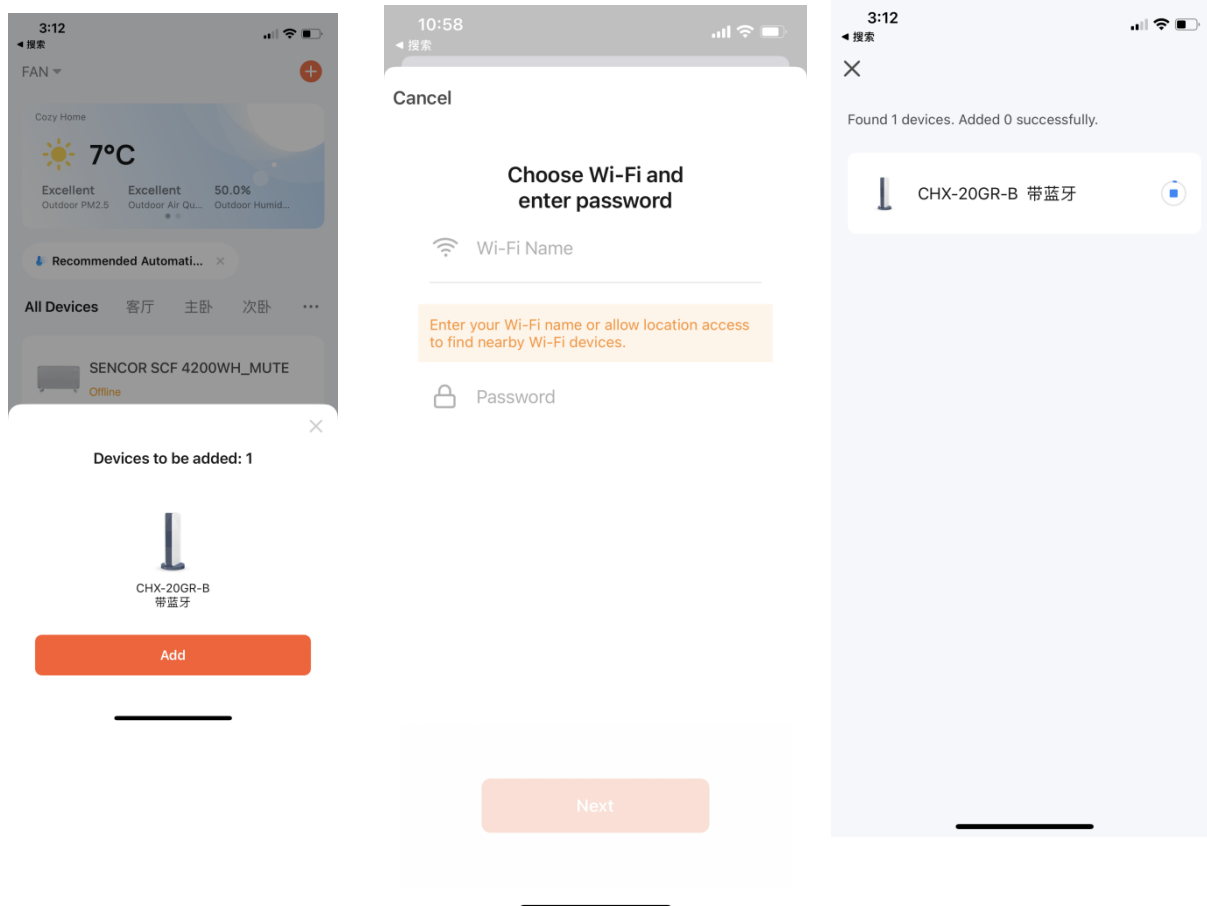 3:12
◀ 搜索
FAN
Cozy Home
7°C
Excellent Excellent 50.0%
Outdoor PM2.5 Outdoor Air Qu... Outdoor Humid...
Recommended Automati... ×
All Devices 客厅 主卧 次卧 ...
SENCOR SCF 4200WH_MUTE
Offline
Devices to be added: 1
CHX-20GR-B
带蓝牙
Add
10:58
◀ 搜索
Cancel
Choose Wi-Fi and
enter password
Wi-Fi Name
Enter your Wi-Fi name or allow location access
to find nearby Wi-Fi devices.
Password
Next
3:12
◀ 搜索
Found 1 devices. Added 0 successfully.
CHX-20GR-B 带蓝牙